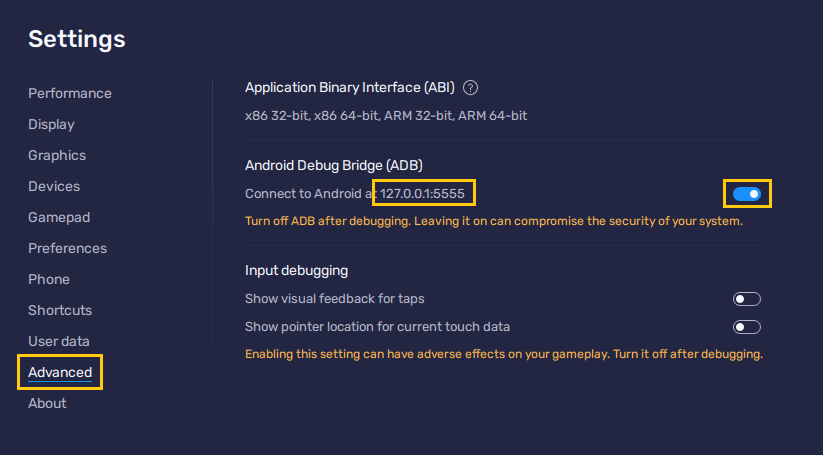 Settings
Performance
Display
Graphics
Devices
Gamepad
Preferences
Phone
Shortcuts
User data
Advanced
About
Application Binary Interface (ABI) ?
x86 32-bit, x86 64-bit, ARM 32-bit, ARM 64-bit
Android Debug Bridge (ADB)
Connect to Android at 127.0.0.1:5555
Turn off ADB after debugging. Leaving it on can compromise the security of your system.
Input debugging
Show visual feedback for taps
Show pointer location for current touch data
Enabling this setting can have adverse effects on your gameplay. Turn it off after debugging.